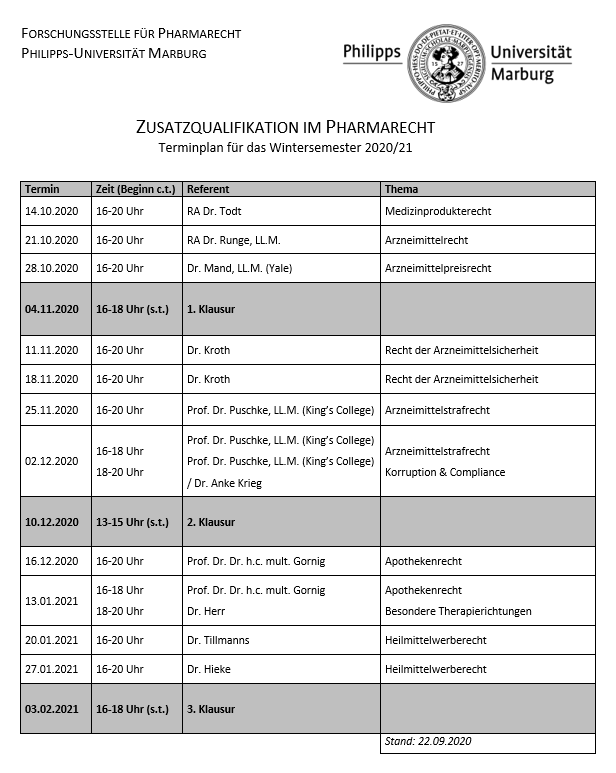 FORSCHUNGSSTELLE FÜR PHARMARECHT
PHILIPPS-UNIVERSITÄT MARBURG
Philipps Universität
Marburg
ZUSATZQUALIFIKATION IM PHARMARECHT
Terminplan für das Wintersemester 2020/21
Termin Zeit (Beginn c.t.) Referent Thema
14.10.2020 16-20 Uhr RA Dr. Todt Medizinprodukterecht
21.10.2020 16-20 Uhr RA Dr. Runge, LL.M. Arzneimittelrecht
28.10.2020 16-20 Uhr Dr. Mand, LL.M. (Yale) Arzneimittelpreisrecht
04.11.2020 16-18 Uhr (s.t.) 1. Klausur
11.11.2020 16-20 Uhr Dr. Kroth Recht der Arzneimittelsicherheit
18.11.2020 16-20 Uhr Dr. Kroth Recht der Arzneimittelsicherheit
25.11.2020 16-20 Uhr Prof. Dr. Puschke, LL.M. (King’s College) Arzneimittelstrafrecht
02.12.2020 16-18 Uhr Prof. Dr. Puschke, LL.M. (King’s College) Arzneimittelstrafrecht
18-20 Uhr Prof. Dr. Puschke, LL.M. (King’s College) Korruption & Compliance
/ Dr. Anke Krieg
10.12.2020 13-15 Uhr (s.t.) 2. Klausur
16.12.2020 16-20 Uhr Prof. Dr. Dr. h.c. mult. Gornig Apothekenrecht
13.01.2021 16-18 Uhr Prof. Dr. Dr. h.c. mult. Gornig Apothekenrecht
18-20 Uhr Dr. Herr Besondere Therapierichtungen
20.01.2021 16-20 Uhr Dr. Tillmanns Heilmittelwerberecht
27.01.2021 16-20 Uhr Dr. Hieke Heilmittelwerberecht
03.02.2021 16-18 Uhr (s.t.) 3. Klausur
Stand: 22.09.2020